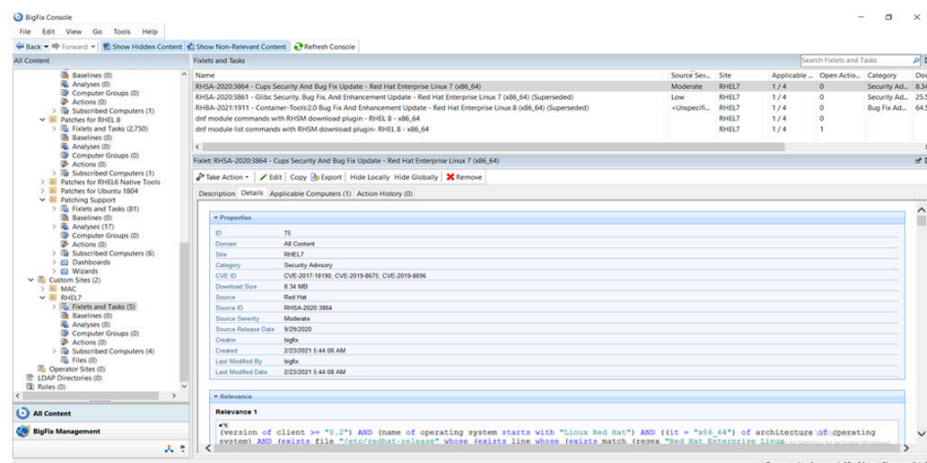 BigFix Console
File Edit View Go Tools Help
Back Forward Show Hidden Content Show Non-Relevant Content Refresh Console
All Content
Baselines (0)
Analyses (0)
Computer Groups (0)
Actions (0)
Subscribed Computers (1)
Patches for RHEL 8
Fixlets and Tasks (2,750)
Baselines (0)
Analyses (0)
Computer Groups (0)
Actions (0)
Subscribed Computers (1)
Patches for RHEL6 Native Tools
Patches for Ubuntu 1804
Patching Support
Fixlets and Tasks (81)
Baselines (0)
Analyses (17)
Computer Groups (0)
Actions (0)
Subscribed Computers (6)
Dashboards
Wizards
Custom Sites (2)
MAC
RHEL7
Fixlets and Tasks (5)
Baselines (0)
Analyses (0)
Computer Groups (0)
Actions (0)
Subscribed Computers (4)
Files (0)
Operator Sites (0)
LDAP Directories (0)
Roles (0)
All Content
BigFix Management
Fixlets and Tasks
Search Fixlets and Tasks
Name Source Sev... Site Applicable ... Open Actio... Category Dow
RHSA-2020:3864 - Cups Security And Bug Fix Update - Red Hat Enterprise Linux 7 (x86_64) Moderate RHEL7 1 / 4 0 Security Ad... 8.34
RHSA-2020:3861 - Glibc Security, Bug Fix, And Enhancement Update - Red Hat Enterprise Linux 7 (x86_64) (Superseded) Low RHEL7 1 / 4 0 Security Ad... 25.5
RHBA-2021:1911 - Container-Tools:2.0 Bug Fix And Enhancement Update - Red Hat Enterprise Linux 8 (x86_64) (Superseded) <Unspecifi... RHEL7 1 / 4 0 Bug Fix Ad... 64.5
dnf module commands with RHSM download plugin - RHEL 8 - x86_64 RHEL7 1 / 4 0
dnf module list commands with RHSM download plugin- RHEL 8 - x86_64 RHEL7 1 / 4 1
Fixlet: RHSA-2020:3864 - Cups Security And Bug Fix Update - Red Hat Enterprise Linux 7 (x86_64)
Take Action Edit Copy Export Hide Locally Hide Globally Remove
Description Details Applicable Computers (1) Action History (0)
Properties
ID 75
Domain All Content
Site RHEL7
Category Security Advisory
CVE ID CVE-2017-18190; CVE-2019-8675; CVE-2019-8696
Download Size 8.34 MB
Source Red Hat
Source ID RHSA-2020:3864
Source Severity Moderate
Source Release Date 9/29/2020
Creator bigfix
Created 2/23/2021 5:44:08 AM
Last Modified By bigfix
Last Modified Date 2/23/2021 5:44:08 AM
Relevance
Relevance 1
(version of client >= "8.2") AND (name of operating system starts with "Linux Red Hat") AND ((it = "x86_64") of architecture of operating
system) AND (exists file "/etc/redhat-release" whose (exists line whose (exists match (regex "Red Hat Enterprise Linux